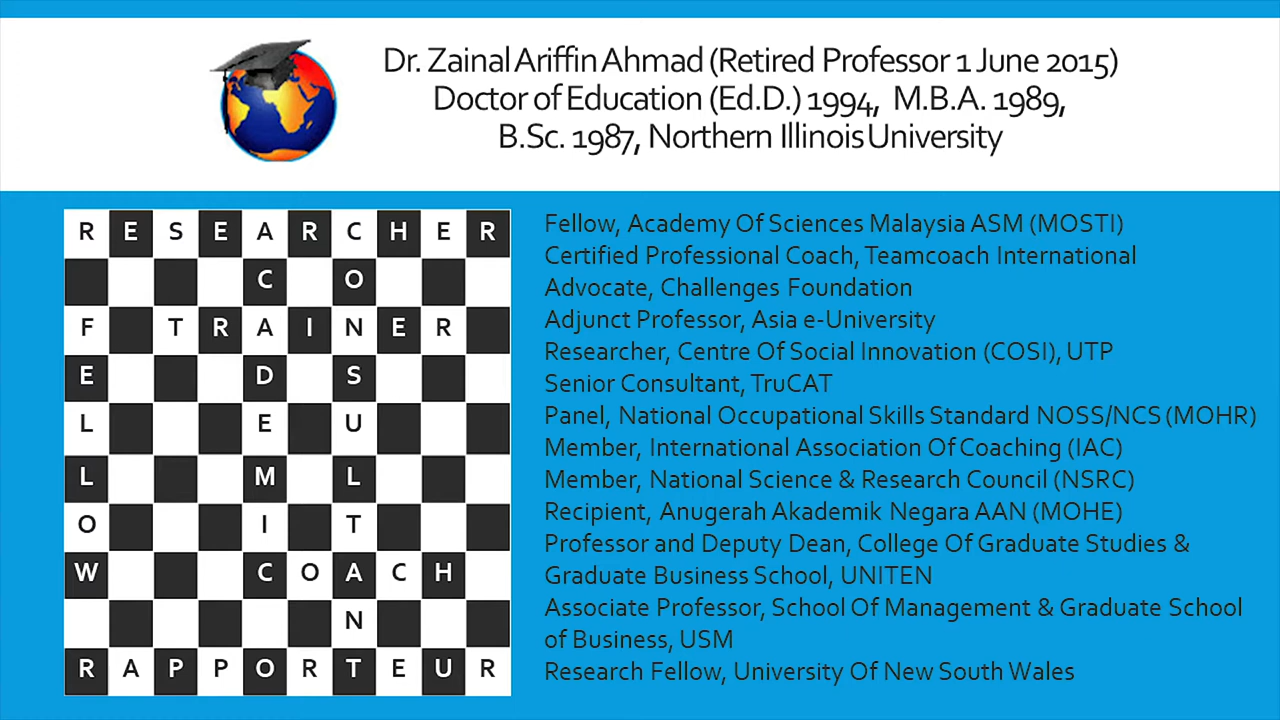 Dr. Zainal Ariffin Ahmad (Retired Professor 1 June 2015)
Doctor of Education (Ed.D.) 1994, M.B.A. 1989,
B.Sc. 1987, Northern Illinois University
R E S E A R C H E R
C O
F T R A I N E R
E D S
L E U
L M L
O I T
W C O A C H
N
R A P P O R T E U R
Fellow, Academy Of Sciences Malaysia ASM (MOSTI)
Certified Professional Coach, Teamcoach International
Advocate, Challenges Foundation
Adjunct Professor, Asia e-University
Researcher, Centre Of Social Innovation (COSI), UTP
Senior Consultant, TruCAT
Panel, National Occupational Skills Standard NOSS/NCS (MOHR)
Member, International Association Of Coaching (IAC)
Member, National Science & Research Council (NSRC)
Recipient, Anugerah Akademik Negara AAN (MOHE)
Professor and Deputy Dean, College Of Graduate Studies &
Graduate Business School, UNITEN
Associate Professor, School Of Management & Graduate School
of Business, USM
Research Fellow, University Of New South Wales